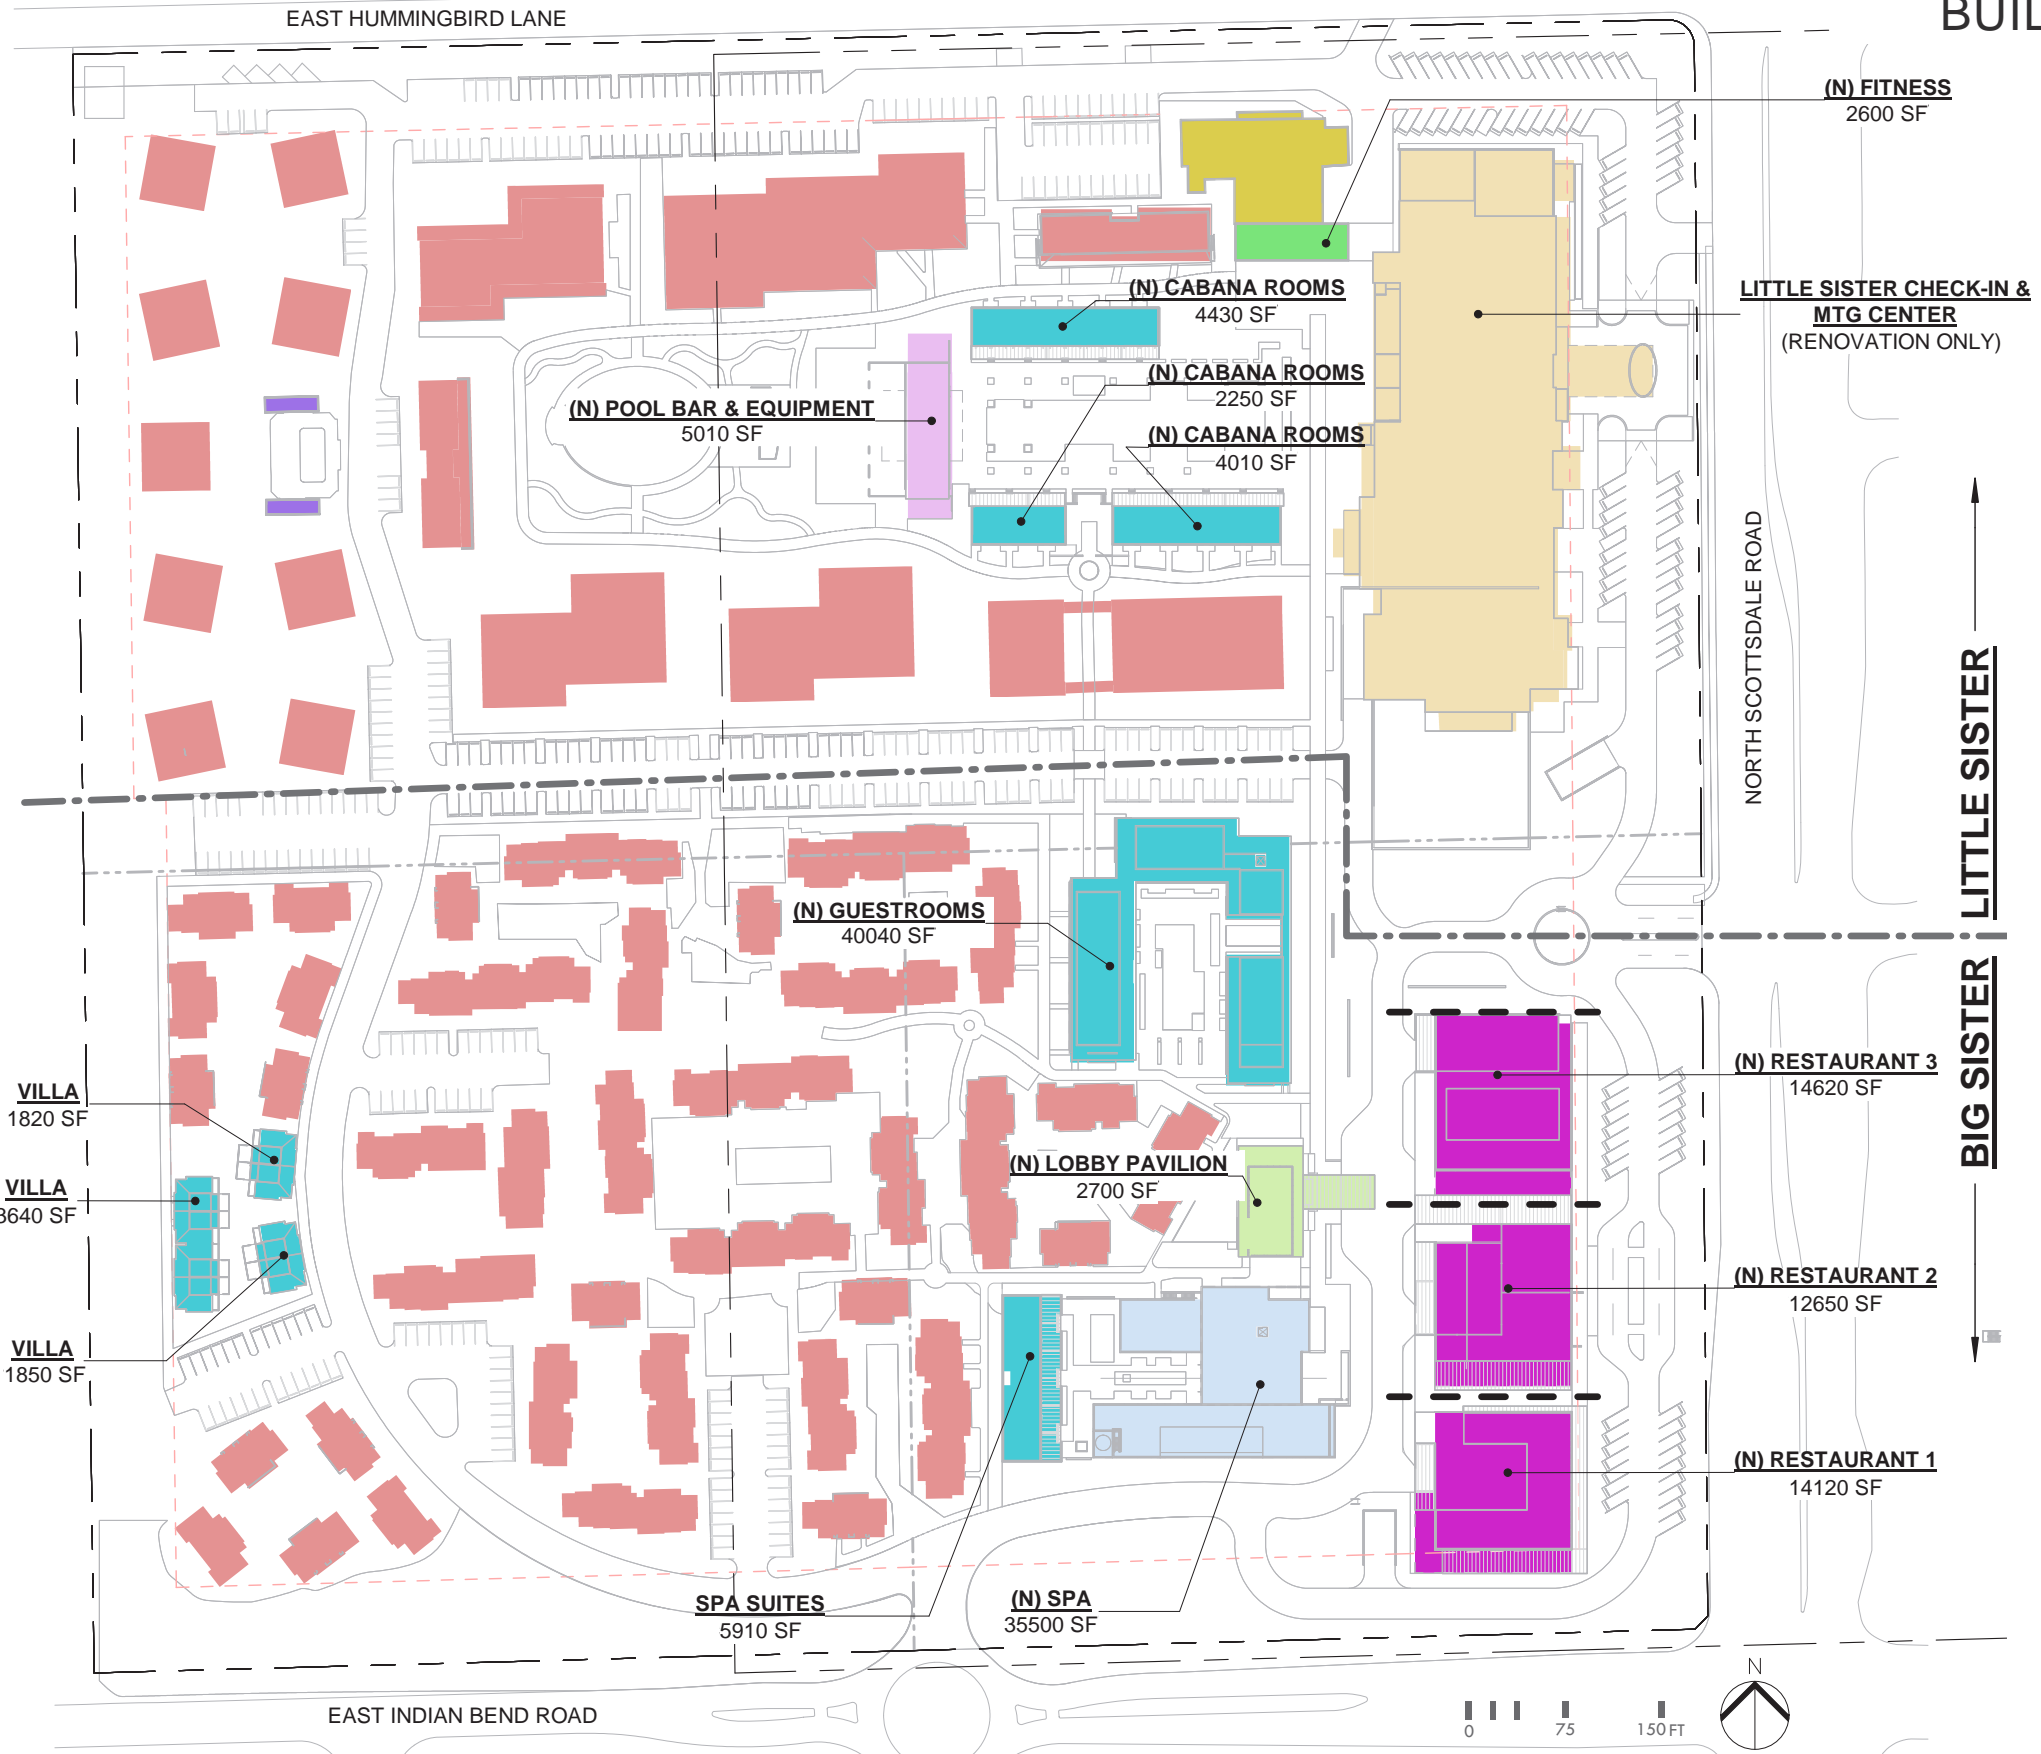 EAST HUMMINGBIRD LANE
(N) FITNESS
2600 SF
(N) CABANA ROOMS
4430 SF
LITTLE SISTER CHECK-IN &
MTG CENTER
(RENOVATION ONLY)
(N) CABANA ROOMS
2250 SF
(N) POOL BAR & EQUIPMENT
5010 SF
(N) CABANA ROOMS
4010 SF
NORTH SCOTTSDALE ROAD
LITTLE SISTER
BIG SISTER
(N) GUESTROOMS
40040 SF
(N) RESTAURANT 3
14620 SF
VILLA
1820 SF
(N) LOBBY PAVILION
2700 SF
VILLA
640 SF
(N) RESTAURANT 2
12650 SF
VILLA
1850 SF
(N) RESTAURANT 1
14120 SF
SPA SUITES
5910 SF
(N) SPA
35500 SF
EAST INDIAN BEND ROAD
0 75 150 FT
N